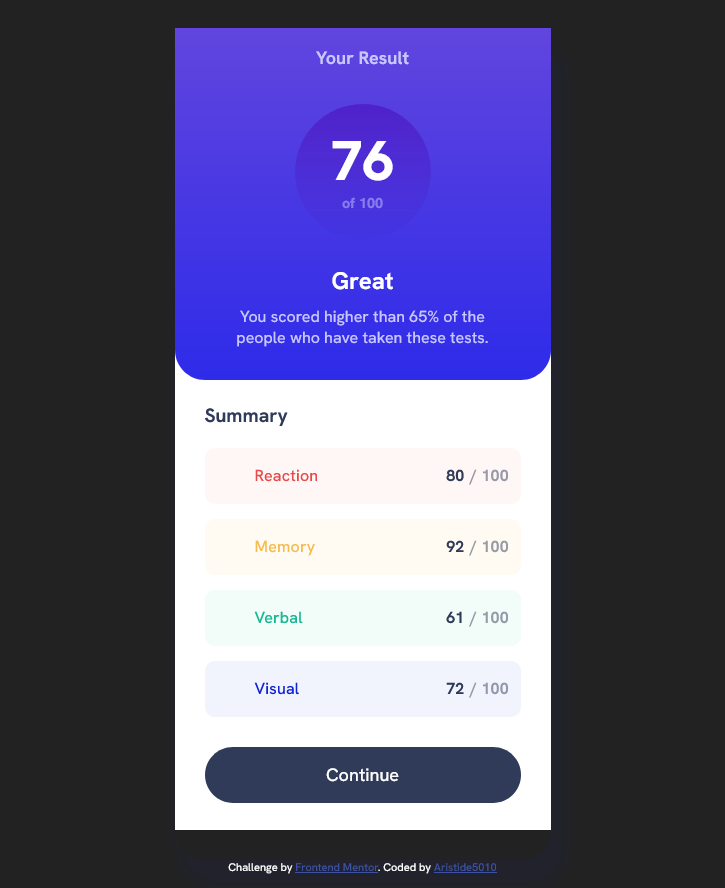 Your Result
76
of 100
Great
You scored higher than 65% of the
people who have taken these tests.
Summary
Reaction 80 / 100
Memory 92 / 100
Verbal 61 / 100
Visual 72 / 100
Continue
Challenge by Frontend Mentor. Coded by Aristide5010